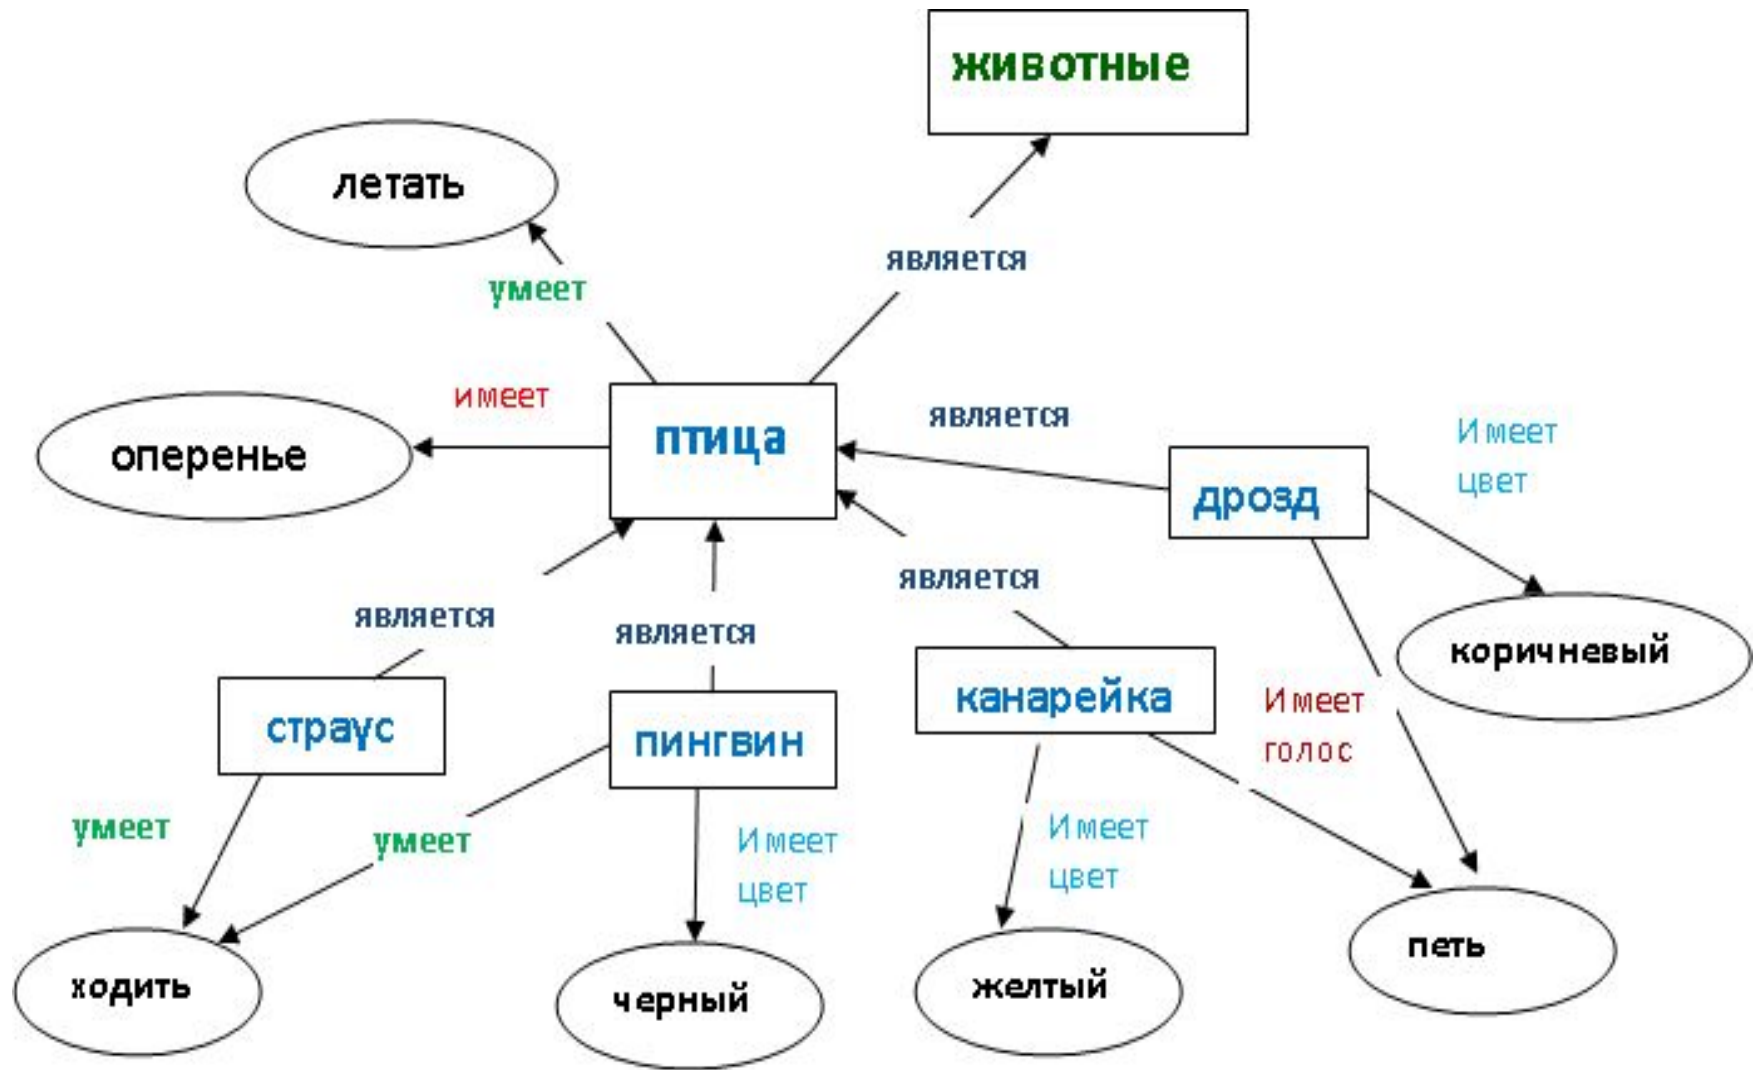 животные
летать
является
умеет
имеет
птица
является
Имеет
цвет
оперенье
дрозд
является
является
является
коричневый
страус
пингвин
канарейка
Имеет
голос
умеет
умеет
Имеет
цвет
Имеет
цвет
ходить
черный
желтый
петь